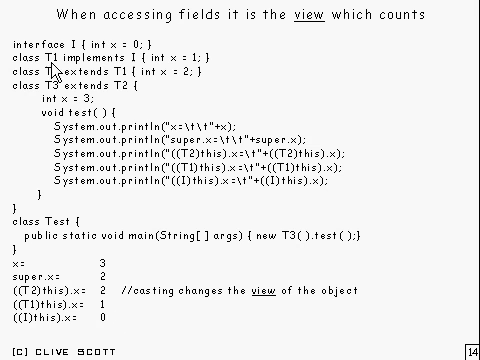 When accessing fields it is the view which counts
interface I { int x = 0; }
class T1 implements I { int x = 1; }
class T extends T1 { int x = 2; }
class T3 extends T2 {
int x = 3;
void test( ) {
System.out.println("x=\t\t"+x);
System.out.println("super.x=\t\t"+super.x);
System.out.println("((T2)this).x=\t"+((T2)this).x);
System.out.println("((T1)this).x=\t"+((T1)this).x);
System.out.println("((I)this).x=\t"+((I)this).x);
}
}
class Test {
public static void main(String[ ] args) { new T3( ).test( );}
}
x= 3
super.x= 2
((T2)this).x= 2 //casting changes the view of the object
((T1)this).x= 1
((I)this).x= 0
(C) CLIVE SCOTT
14